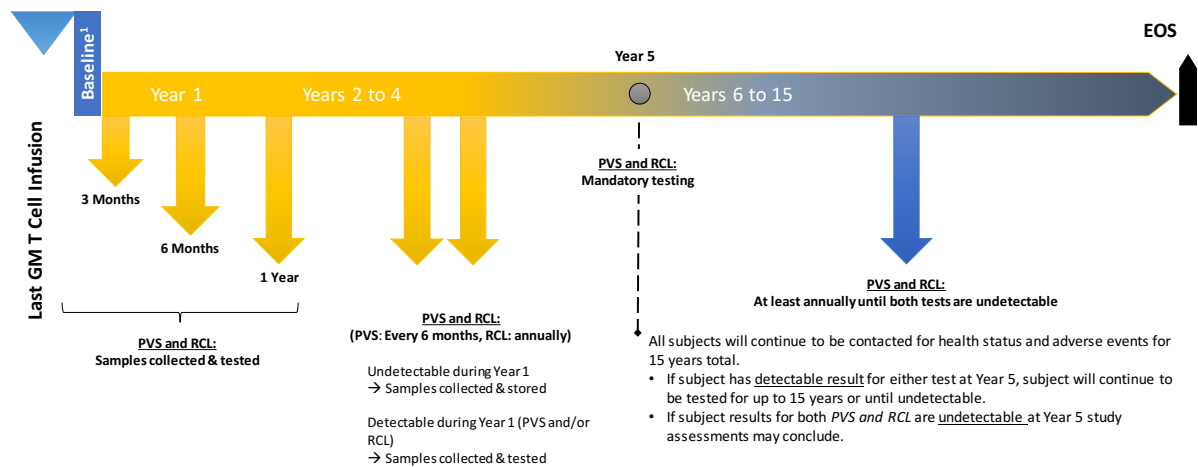 Last GM T Cell Infusion
Baseline1
EOS
Year 5
Year 1
Years 2 to 4
Years 6 to 15
3 Months
6 Months
1 Year
PVS and RCL:
Samples collected & tested
PVS and RCL:
(PVS: Every 6 months, RCL: annually)
Undetectable during Year 1
→ Samples collected & stored
Detectable during Year 1 (PVS and/or
RCL)
→ Samples collected & tested
PVS and RCL:
Mandatory testing
PVS and RCL:
At least annually until both tests are undetectable
All subjects will continue to be contacted for health status and adverse events for
15 years total.
• If subject has detectable result for either test at Year 5, subject will continue to
be tested for up to 15 years or until undetectable.
• If subject results for both PVS and RCL are undetectable at Year 5 study
assessments may conclude.